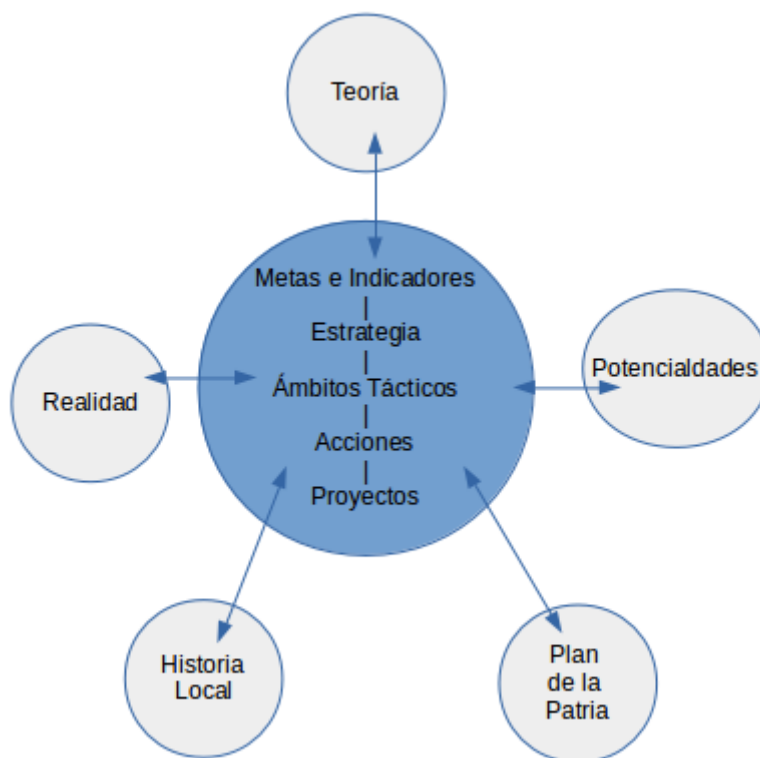 Teoría
Metas e Indicadores
|
Estrategia
|
Ámbitos Tácticos
|
Acciones
|
Proyectos
Potencialdades
Realidad
Historia
Local
Plan
de la
Patria